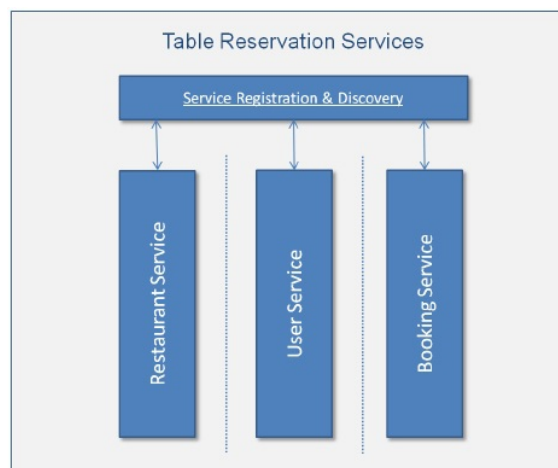 Table Reservation Services
Service Registration & Discovery
Restaurant Service
User Service
Booking Service